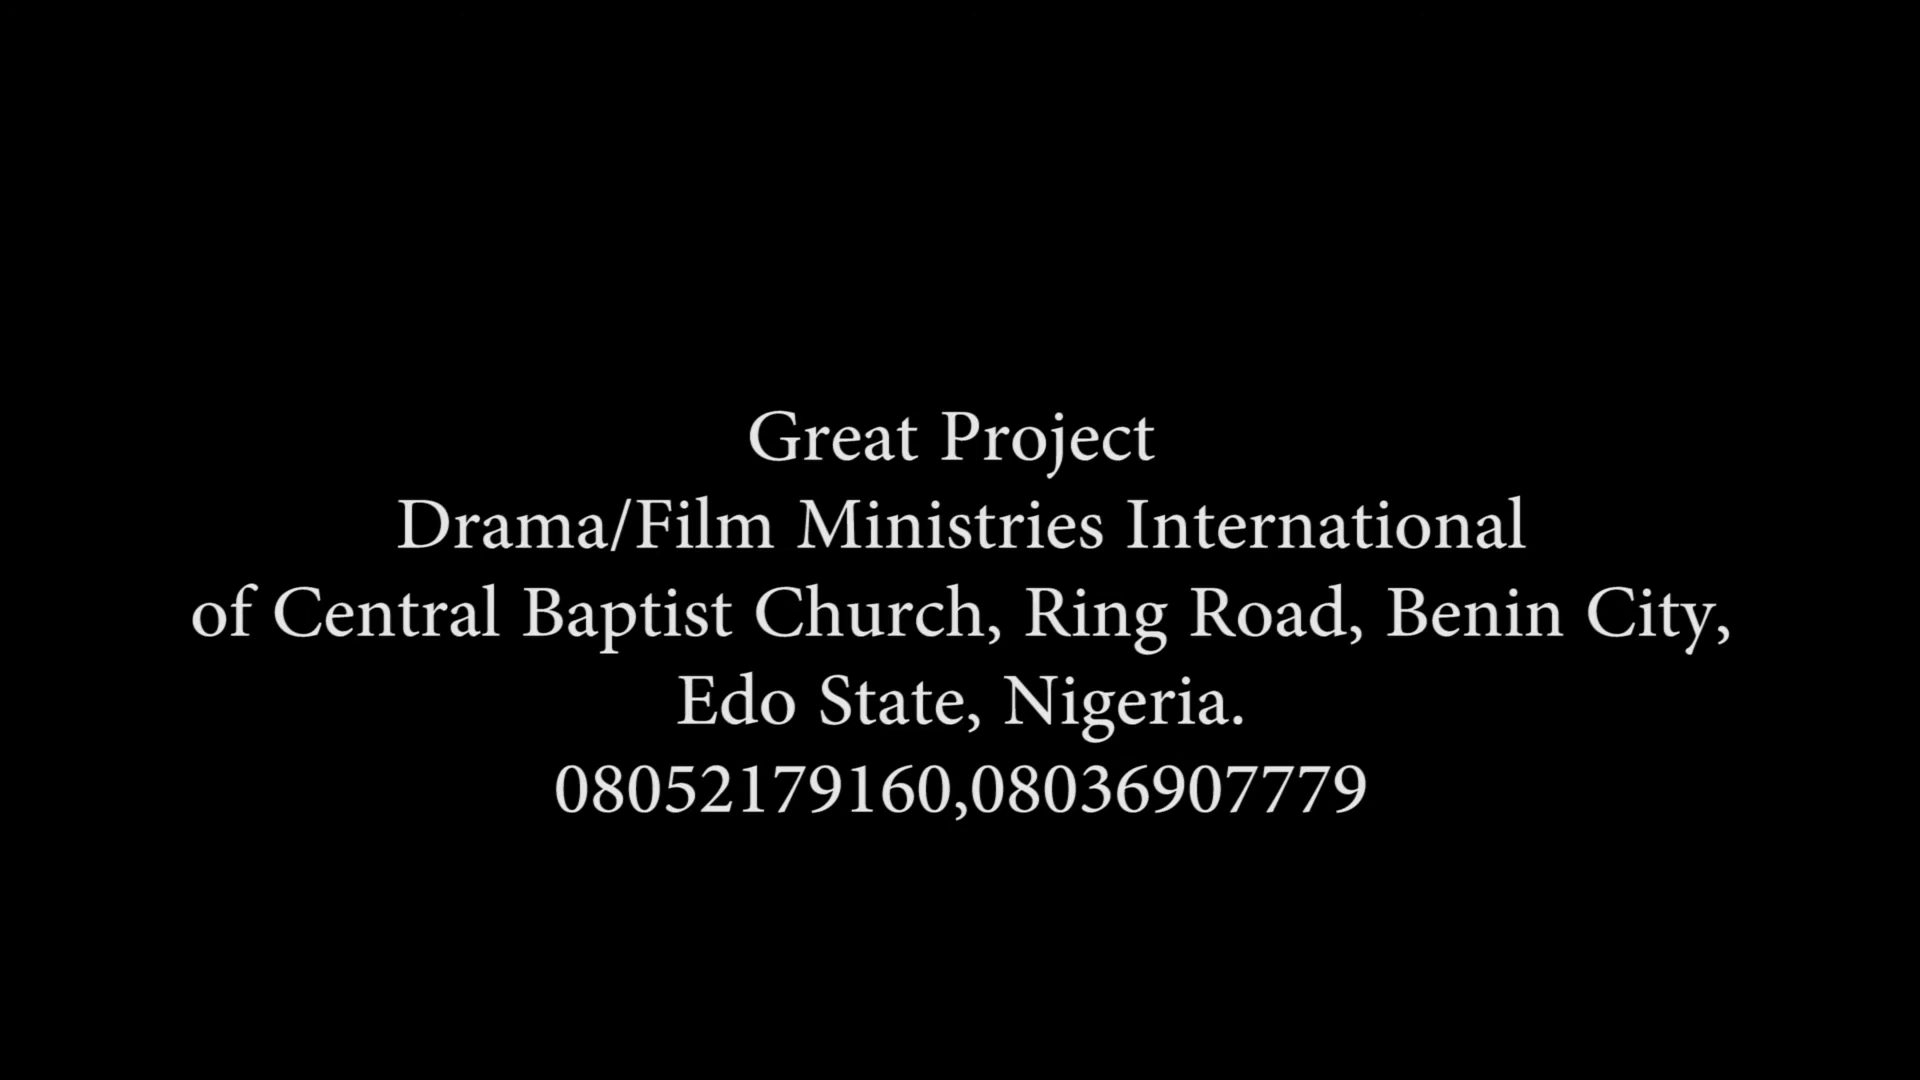 Great Project
Drama/Film Ministries International
of Central Baptist Church, Ring Road, Benin City,
Edo State, Nigeria.
08052179160,08036907779